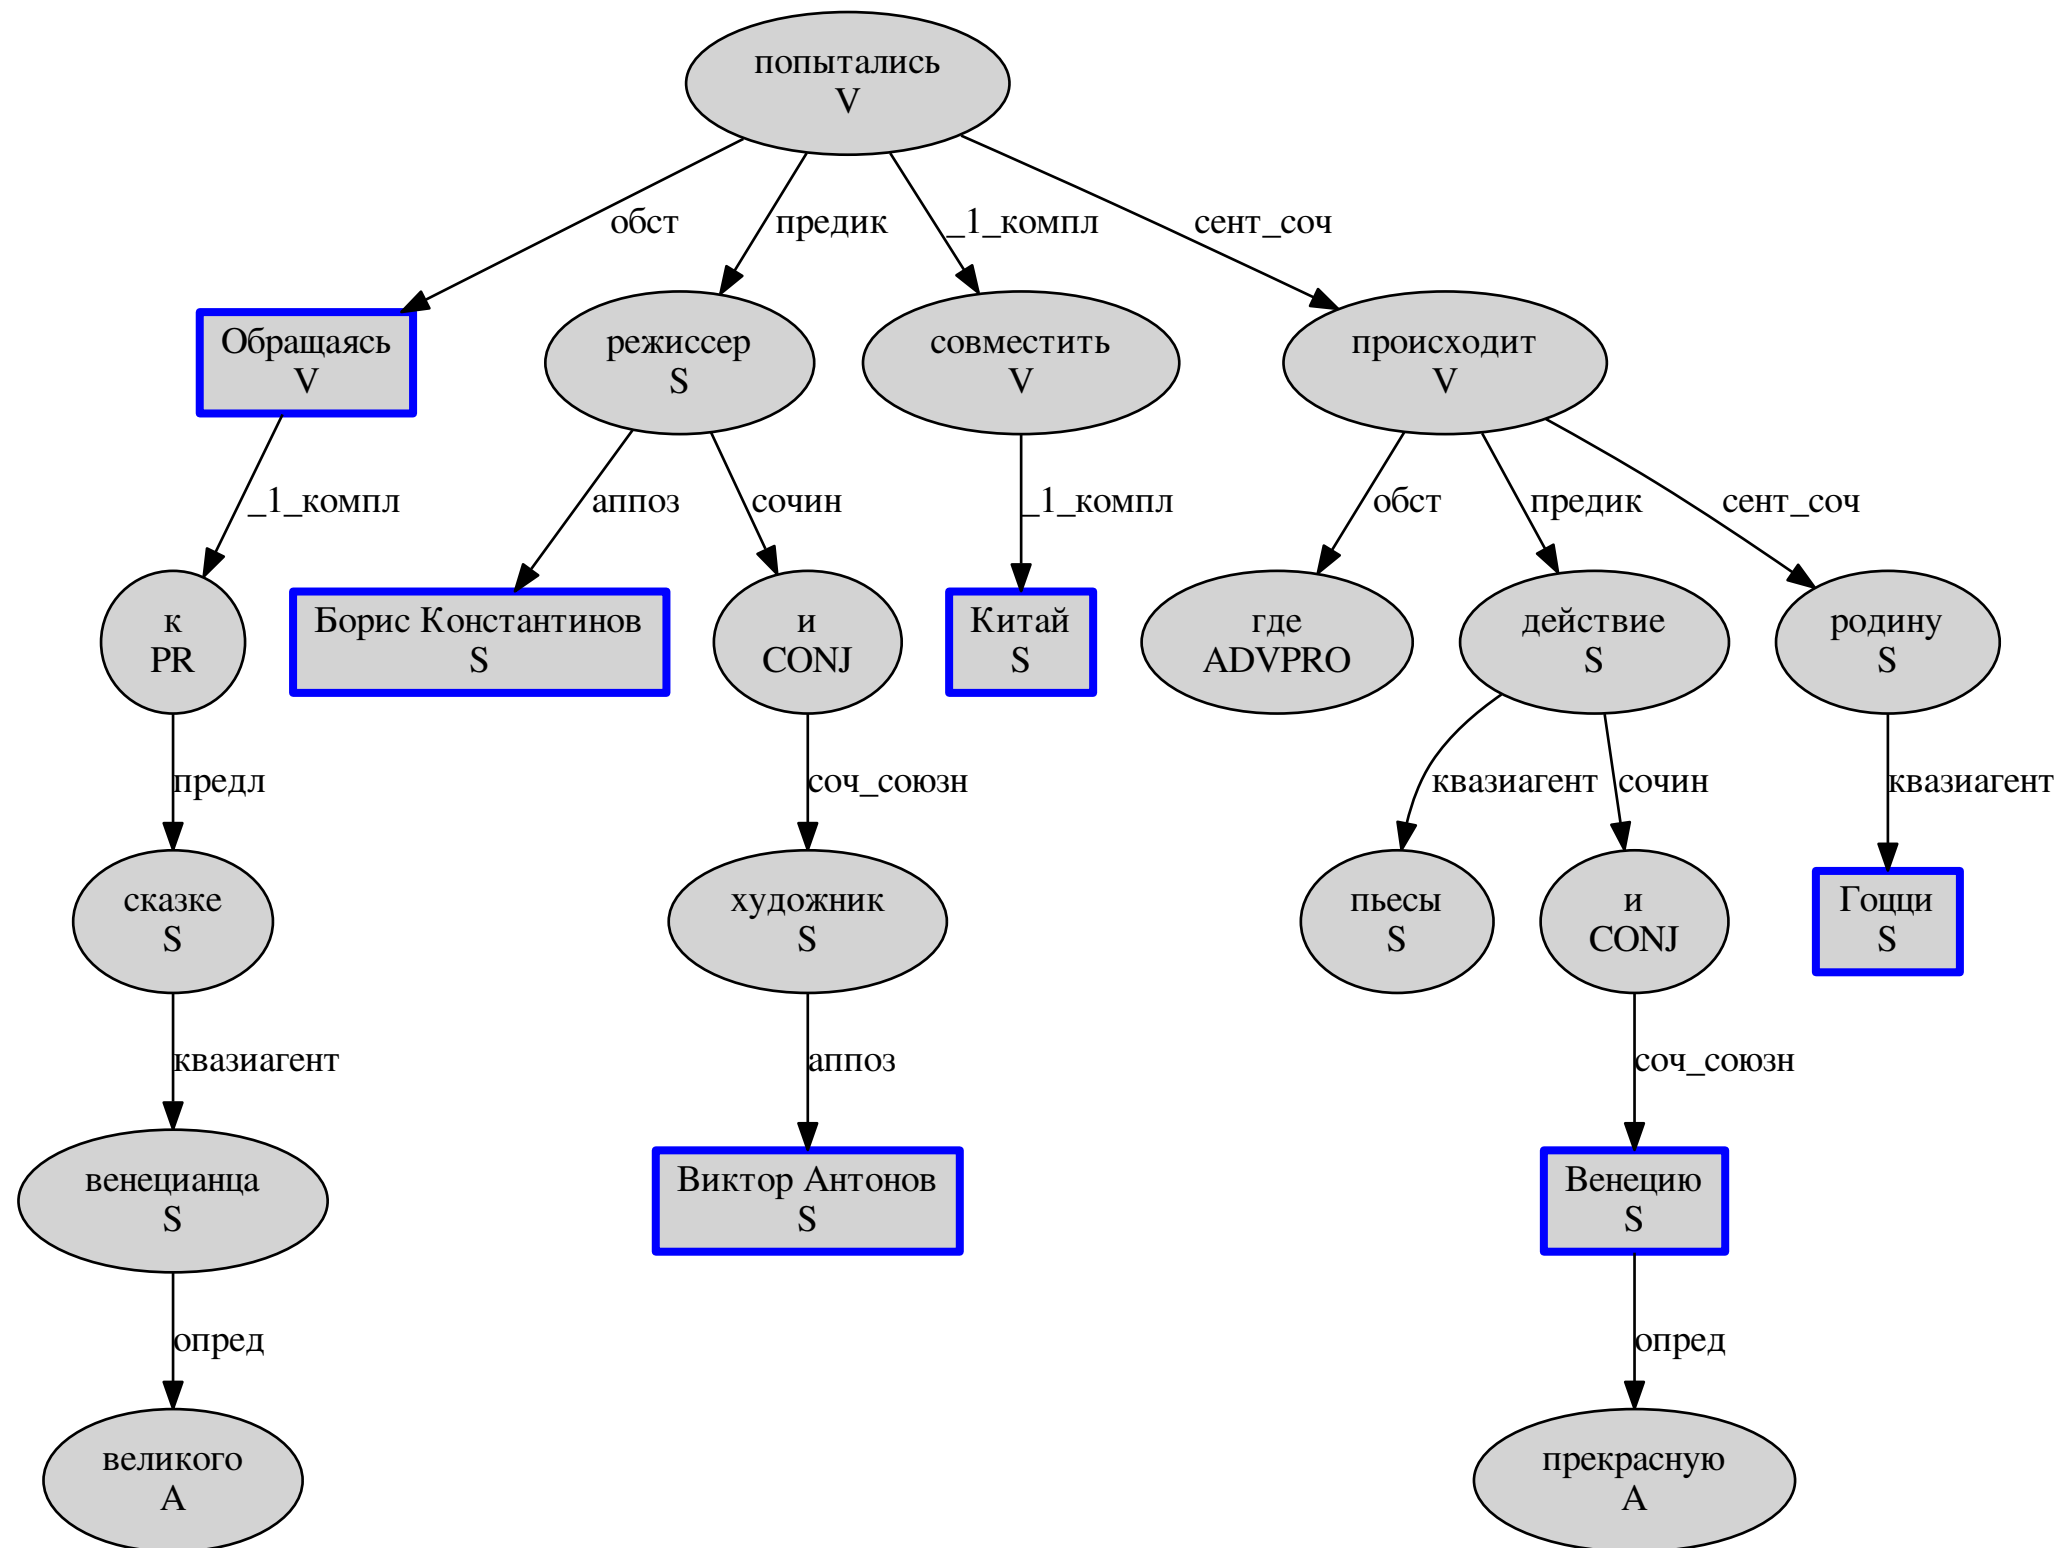 попытались
V
обст
предик
_1_компл
сент_соч
Обращаясь
V
режиссер
S
совместить
V
происходит
V
_1_компл
аппоз
сочин
_1_компл
обст
предик
сент_соч
к
PR
Борис Константинов
S
и
CONJ
Китай
S
где
ADVPRO
действие
S
родину
S
предл
соч_союзн
квазиагент
сочин
квазиагент
сказке
S
художник
S
пьесы
S
и
CONJ
Гоцци
S
квазиагент
аппоз
соч_союзн
венецианца
S
Виктор Антонов
S
Венецию
S
опред
опред
великого
A
прекрасную
A